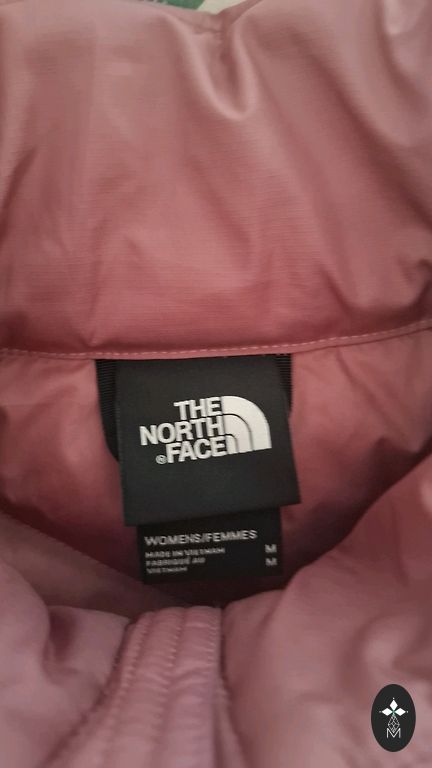 THE
NORTH
®FACE
WOMENS/FEMMES
MADE IN VIETNAM M
FABRIQUÉ AU M
VIETNAM
M